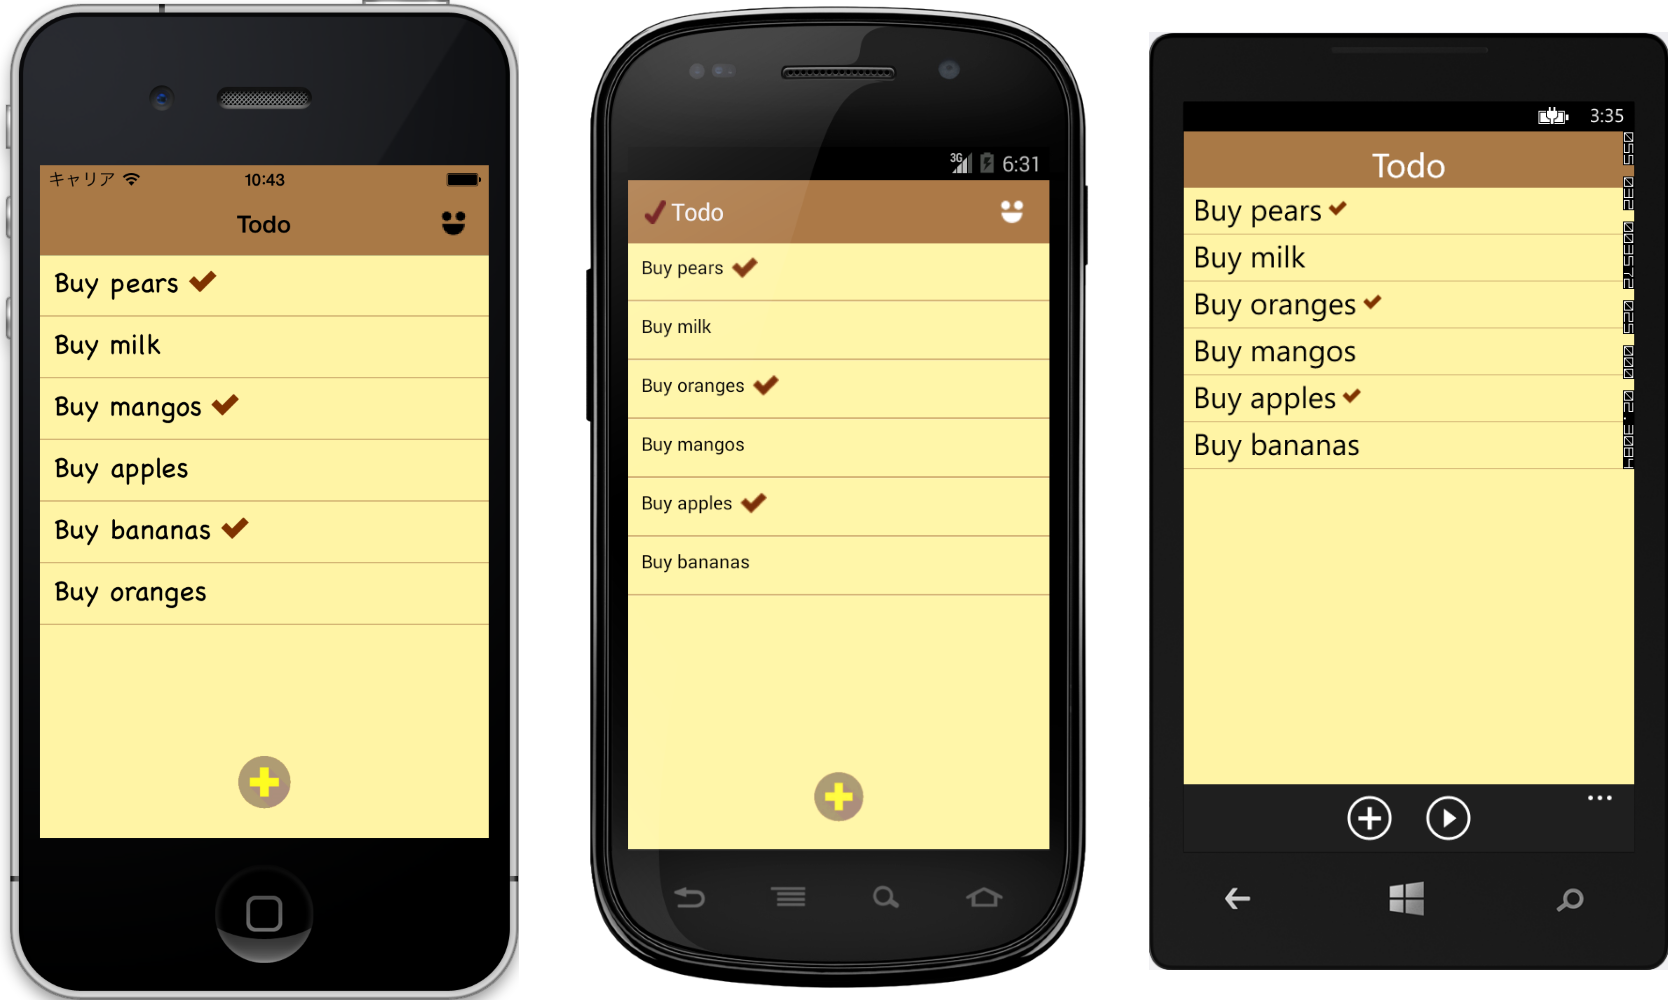 キャリア 10:43
Todo
Buy pears
Buy milk
Buy mangos
Buy apples
Buy bananas
Buy oranges
3G 6:31
Todo
Buy pears
Buy milk
Buy oranges
Buy mangos
Buy apples
Buy bananas
3:35
Todo
Buy pears
Buy milk
Buy oranges
Buy mangos
Buy apples
Buy bananas